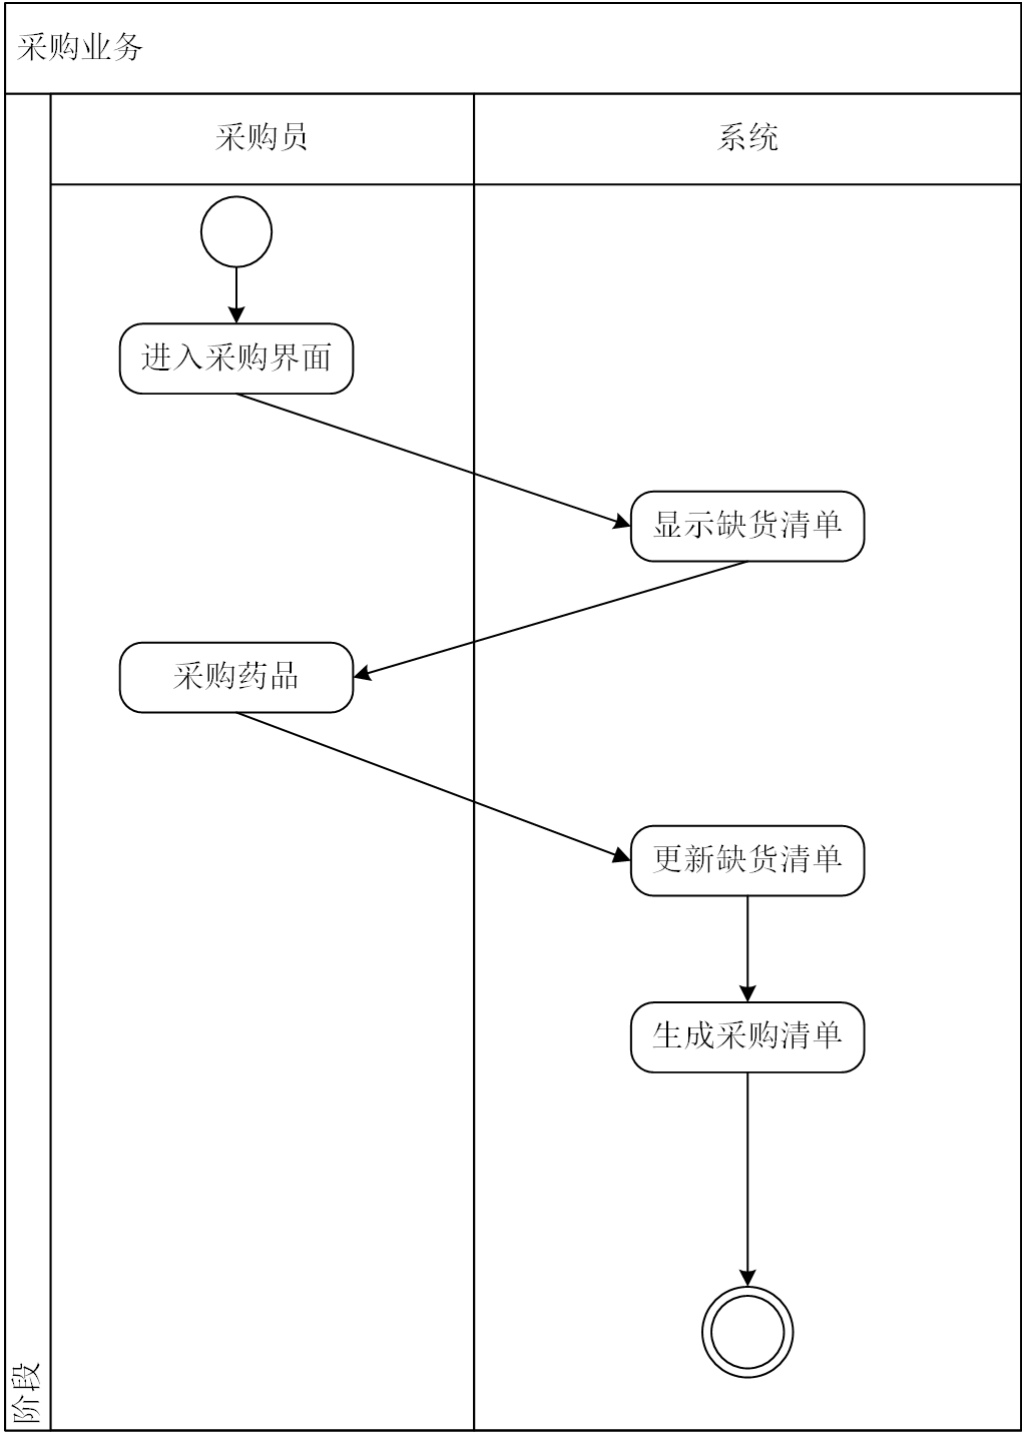 采购业务
采购员
系统
进入采购界面
显示缺货清单
采购药品
更新缺货清单
生成采购清单
阶段